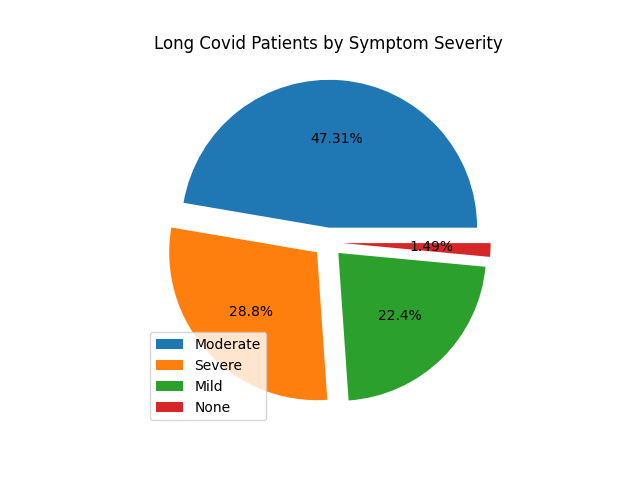 Long Covid Patients by Symptom Severity
47.31%
1.49%
28.8%
22.4%
Moderate
Severe
Mild
None